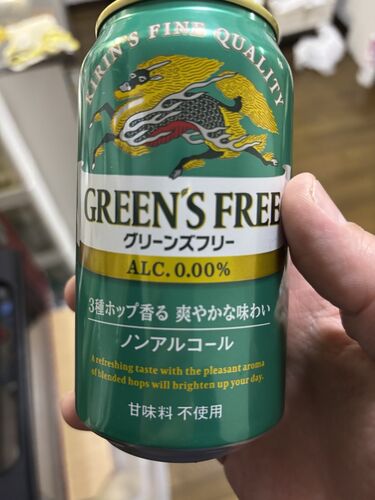 KIRIN'S FINE QUALITY
GREEN'S FREE
グリーンズフリー
ALC. 0.00%
3種ホップ香る 爽やかな味わい
ノンアルコール
A refreshing taste with the pleasant aroma
of blended hops will brighten up your day.
甘味料 不使用